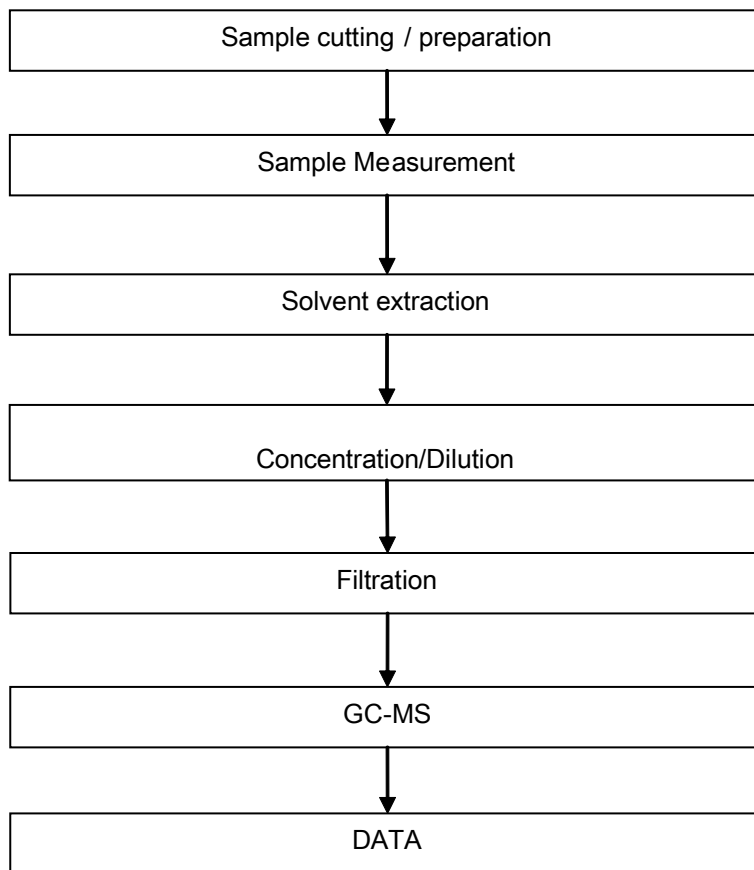 Sample cutting / preparation
Sample Measurement
Solvent extraction
Concentration/Dilution
Filtration
GC-MS
DATA